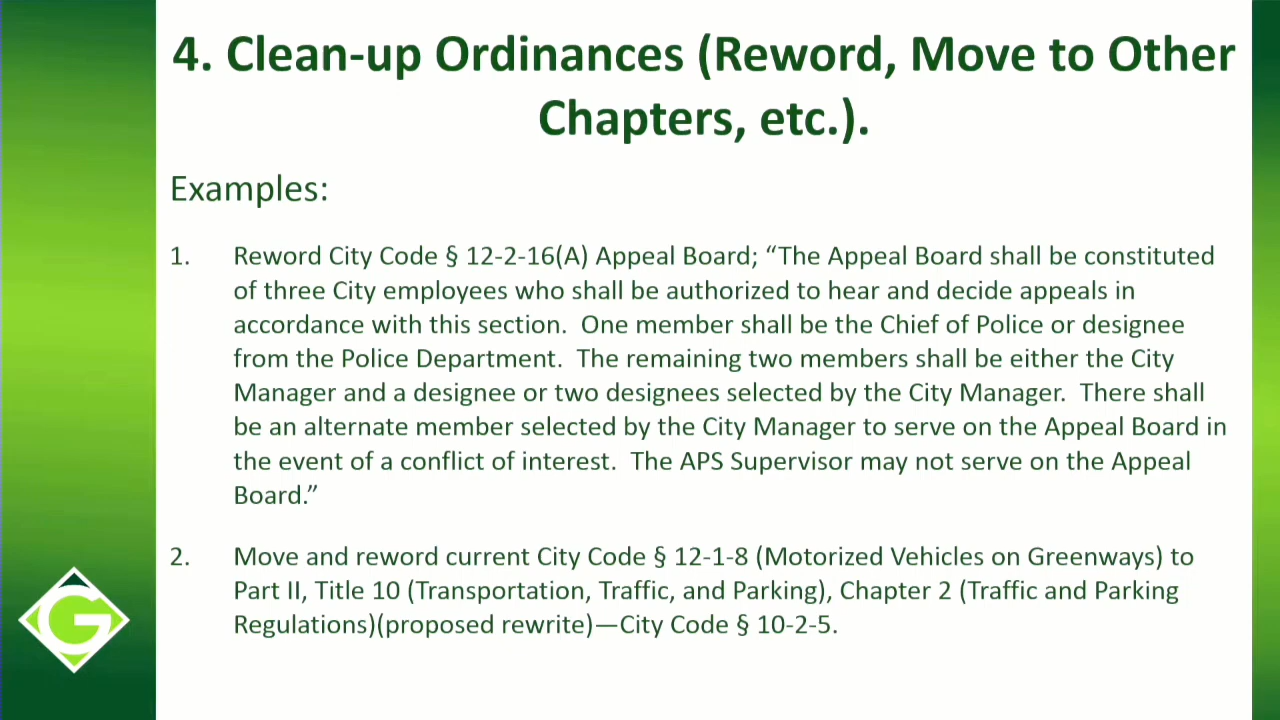 4. Clean-up Ordinances (Reword, Move to Other
Chapters, etc.).
Examples:
1. Reword City Code § 12-2-16(A) Appeal Board; “The Appeal Board shall be constituted
of three City employees who shall be authorized to hear and decide appeals in
accordance with this section.  One member shall be the Chief of Police or designee
from the Police Department.  The remaining two members shall be either the City
Manager and a designee or two designees selected by the City Manager.  There shall
be an alternate member selected by the City Manager to serve on the Appeal Board in
the event of a conflict of interest.  The APS Supervisor may not serve on the Appeal
Board.”
2. Move and reword current City Code § 12-1-8 (Motorized Vehicles on Greenways) to
Part II, Title 10 (Transportation, Traffic, and Parking), Chapter 2 (Traffic and Parking
Regulations)(proposed rewrite)—City Code § 10-2-5.
G